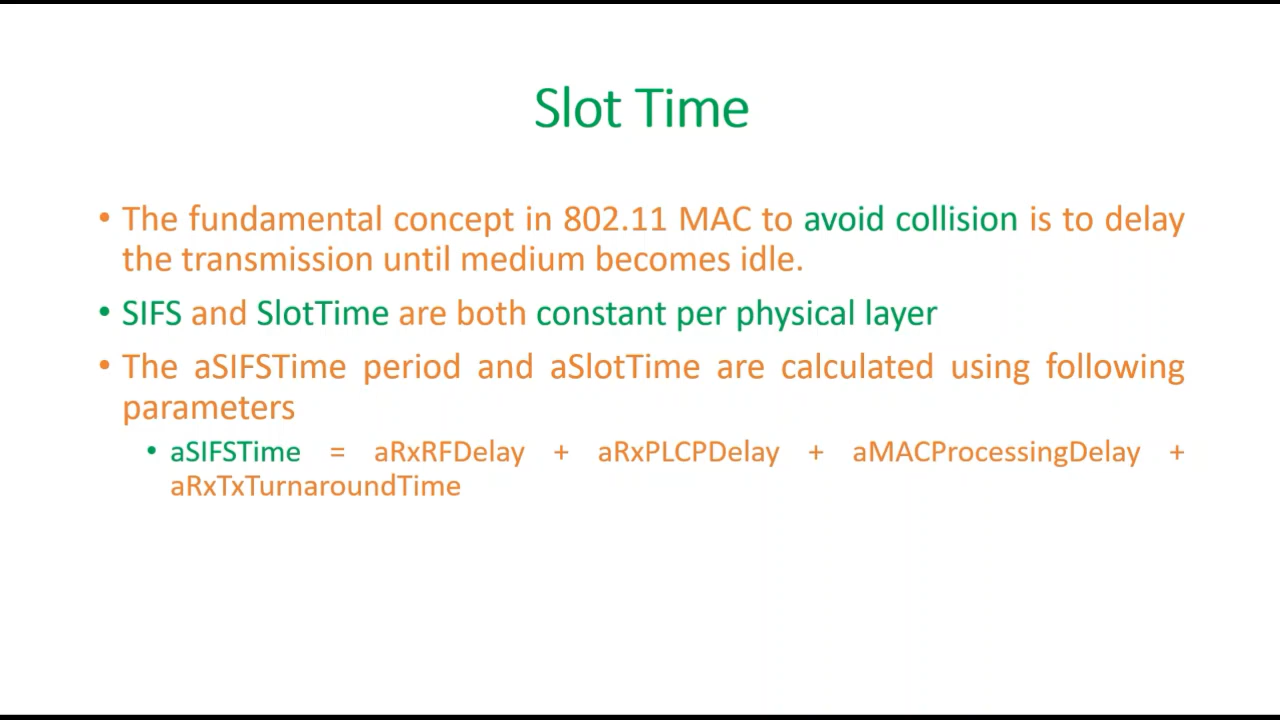 Slot Time
• The fundamental concept in 802.11 MAC to avoid collision is to delay
the transmission until medium becomes idle.
• SIFS and SlotTime are both constant per physical layer
• The aSIFSTime period and aSlotTime are calculated using following
parameters
• aSIFSTime = aRxRFDelay + aRxPLCPDelay + aMACProcessingDelay +
aRxTxTurnaroundTime